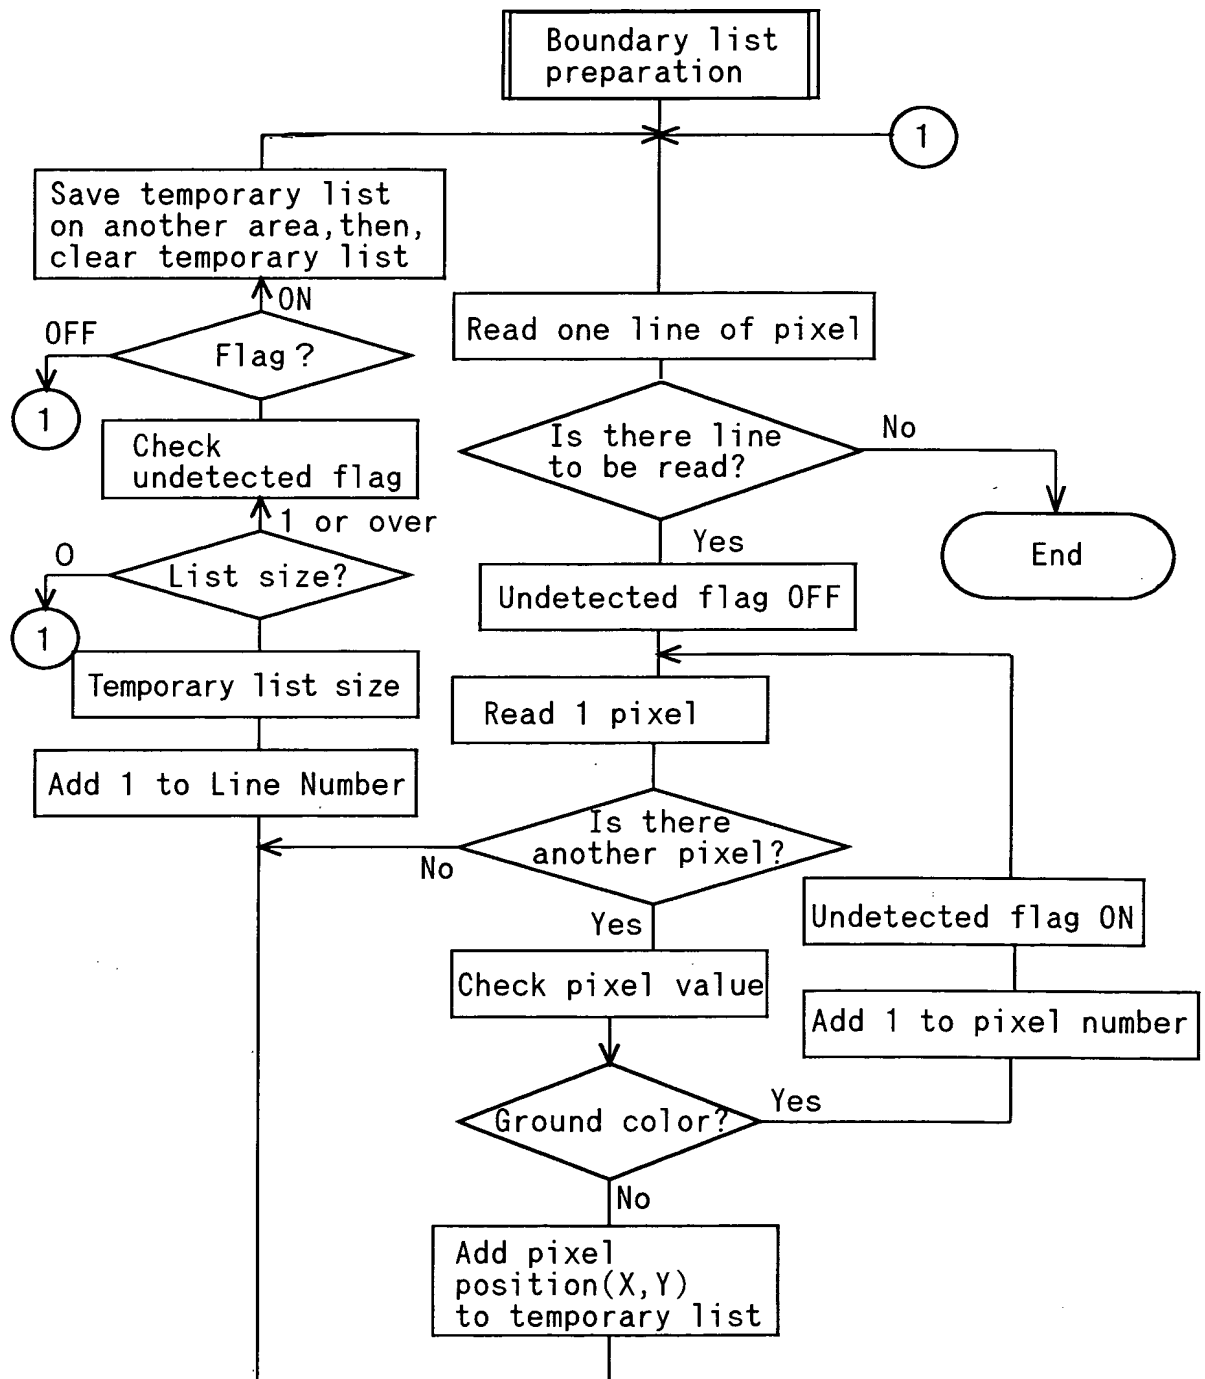 Boundary list
preparation
1
Save temporary list
on another area,then,
clear temporary list
ON
OFF
Flag?
1
Read one line of pixel
Check
undetected flag
Is there line
to be read?
No
1 or over
Yes
End
0
List size?
1
Undetected flag OFF
Temporary list size
Read 1 pixel
Add 1 to Line Number
Is there
another pixel?
No
Yes
Undetected flag ON
Check pixel value
Add 1 to pixel number
Ground color?
Yes
No
Add pixel
position(X,Y)
to temporary list